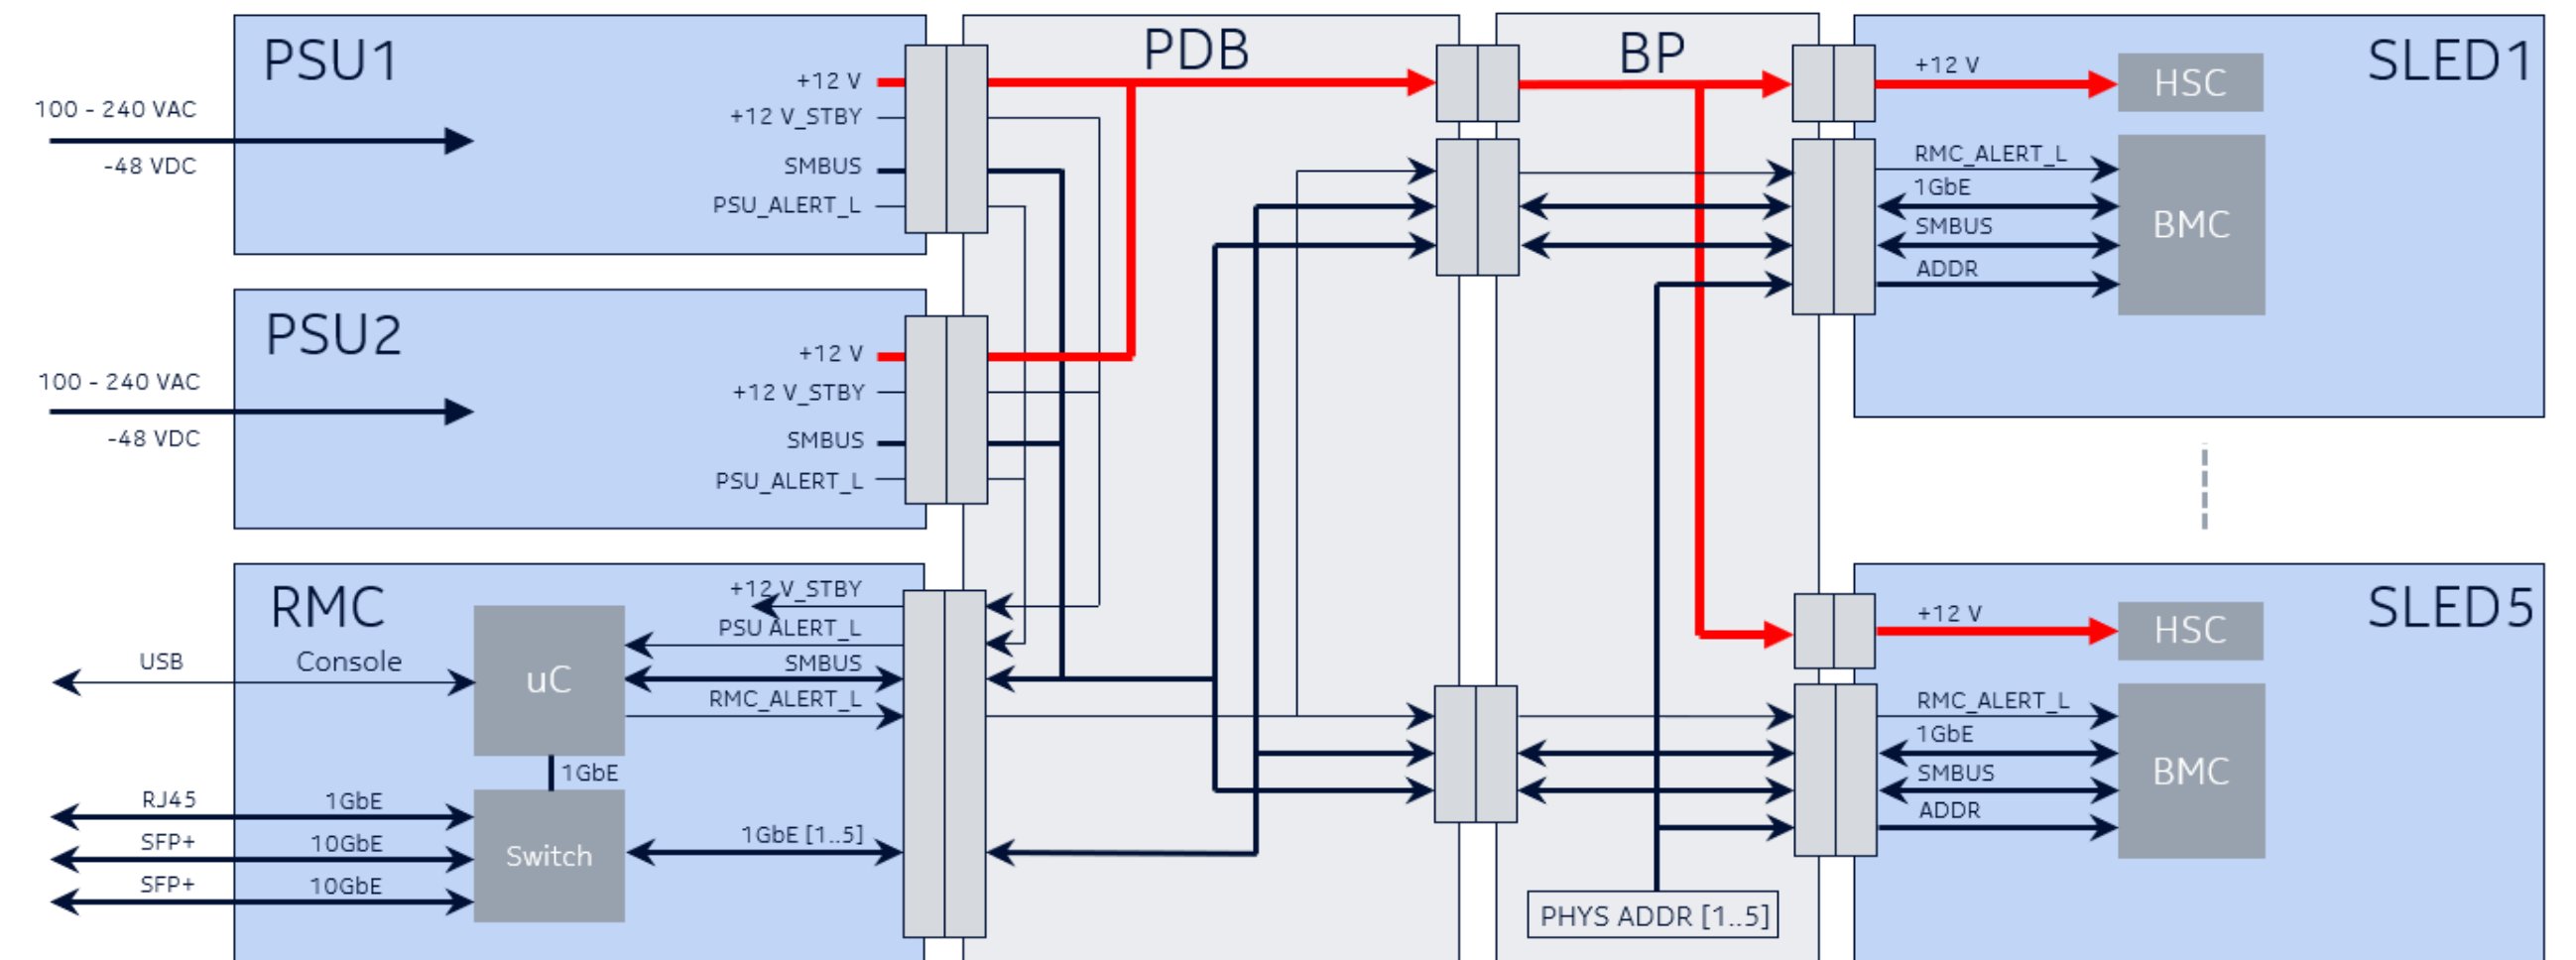 PSU1
100 - 240 VAC
-48 VDC
+12 V
+12 V_STBY
SMBUS
PSU_ALERT_L
PSU2
100 - 240 VAC
-48 VDC
+12 V
+12 V_STBY
SMBUS
PSU_ALERT_L
RMC
+12 V_STBY
PSU ALERT_L
SMBUS
RMC_ALERT_L
USB
Console
uC
1GbE
RJ45
1GbE
SFP+
10GbE
SFP+
10GbE
Switch
1GbE [1..5]
PDB
BP
PHYS ADDR [1..5]
SLED1
+12 V
HSC
RMC_ALERT_L
1GbE
SMBUS
ADDR
BMC
SLED5
+12 V
HSC
RMC_ALERT_L
1GbE
SMBUS
ADDR
BMC